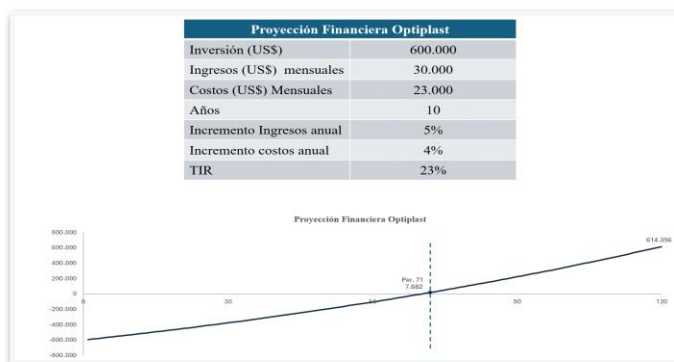 Proyección Financiera Optiplast
Inversión (US$) 600.000
Ingresos (US$) mensuales 30.000
Costos (US$) Mensuales 23.000
Años 10
Incremento Ingresos anual 5%
Incremento costos anual 4%
TIR 23%
Proyección Financiera Optiplast
800.000
600.000
400.000
200.000
0
-200.000
-400.000
-600.000
-800.000
0 30 60 90 120
Per. 71
7.682
614.356